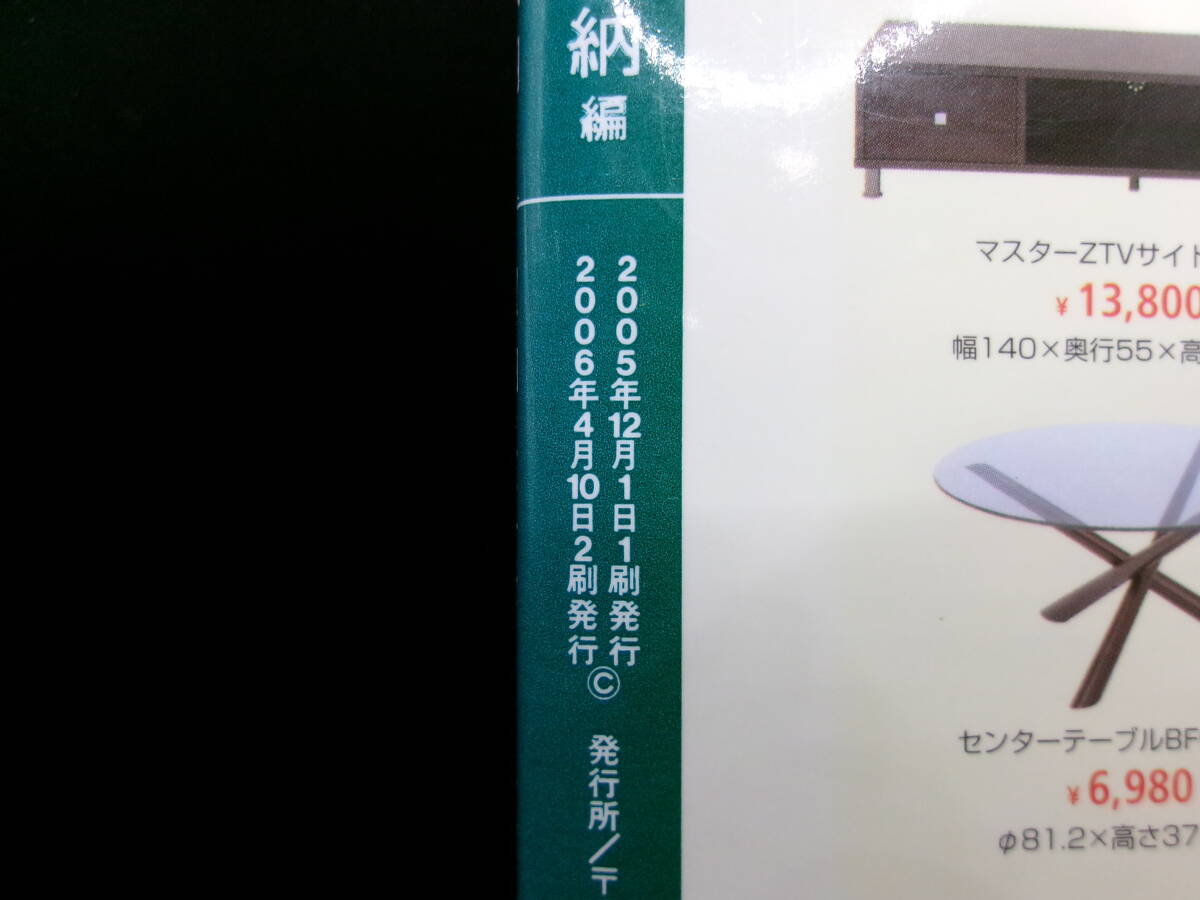 納
編
2005年12月1日1刷発行
2006年4月10日2刷発行
© 発行所/〒
マスターZTVサイド
¥13,800
幅140×奥行55×高
センターテーブルBF
¥6,980
φ81.2×高さ37